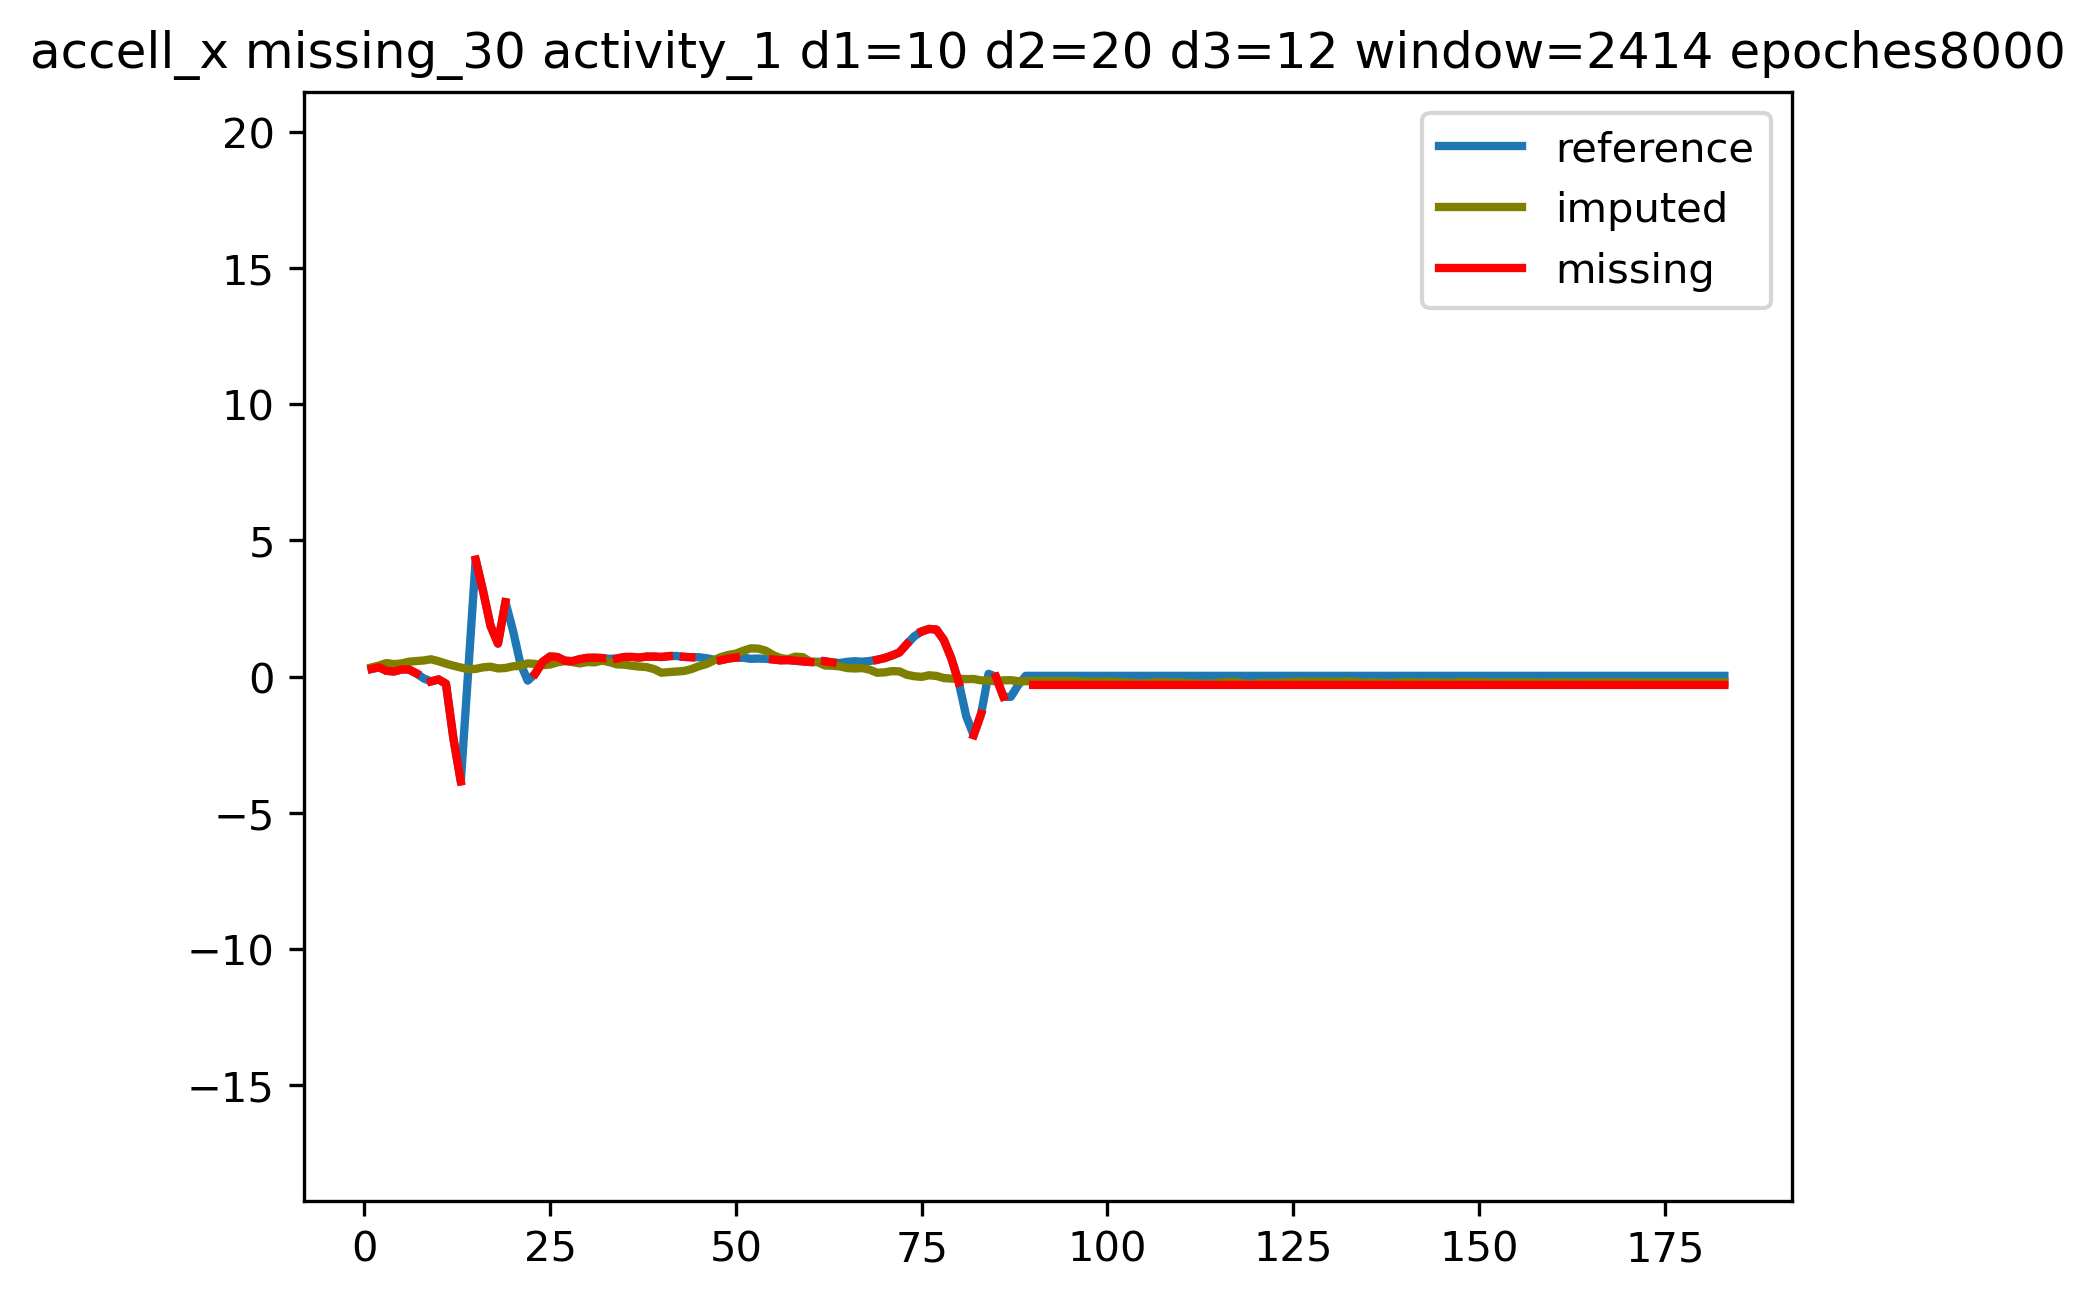 accell_x missing_30 activity_1 d1=10 d2=20 d3=12 window=2414 epoches8000
reference
imputed
missing
20
15
10
5
0
−5
−10
−15
0 25 50 75 100 125 150 175